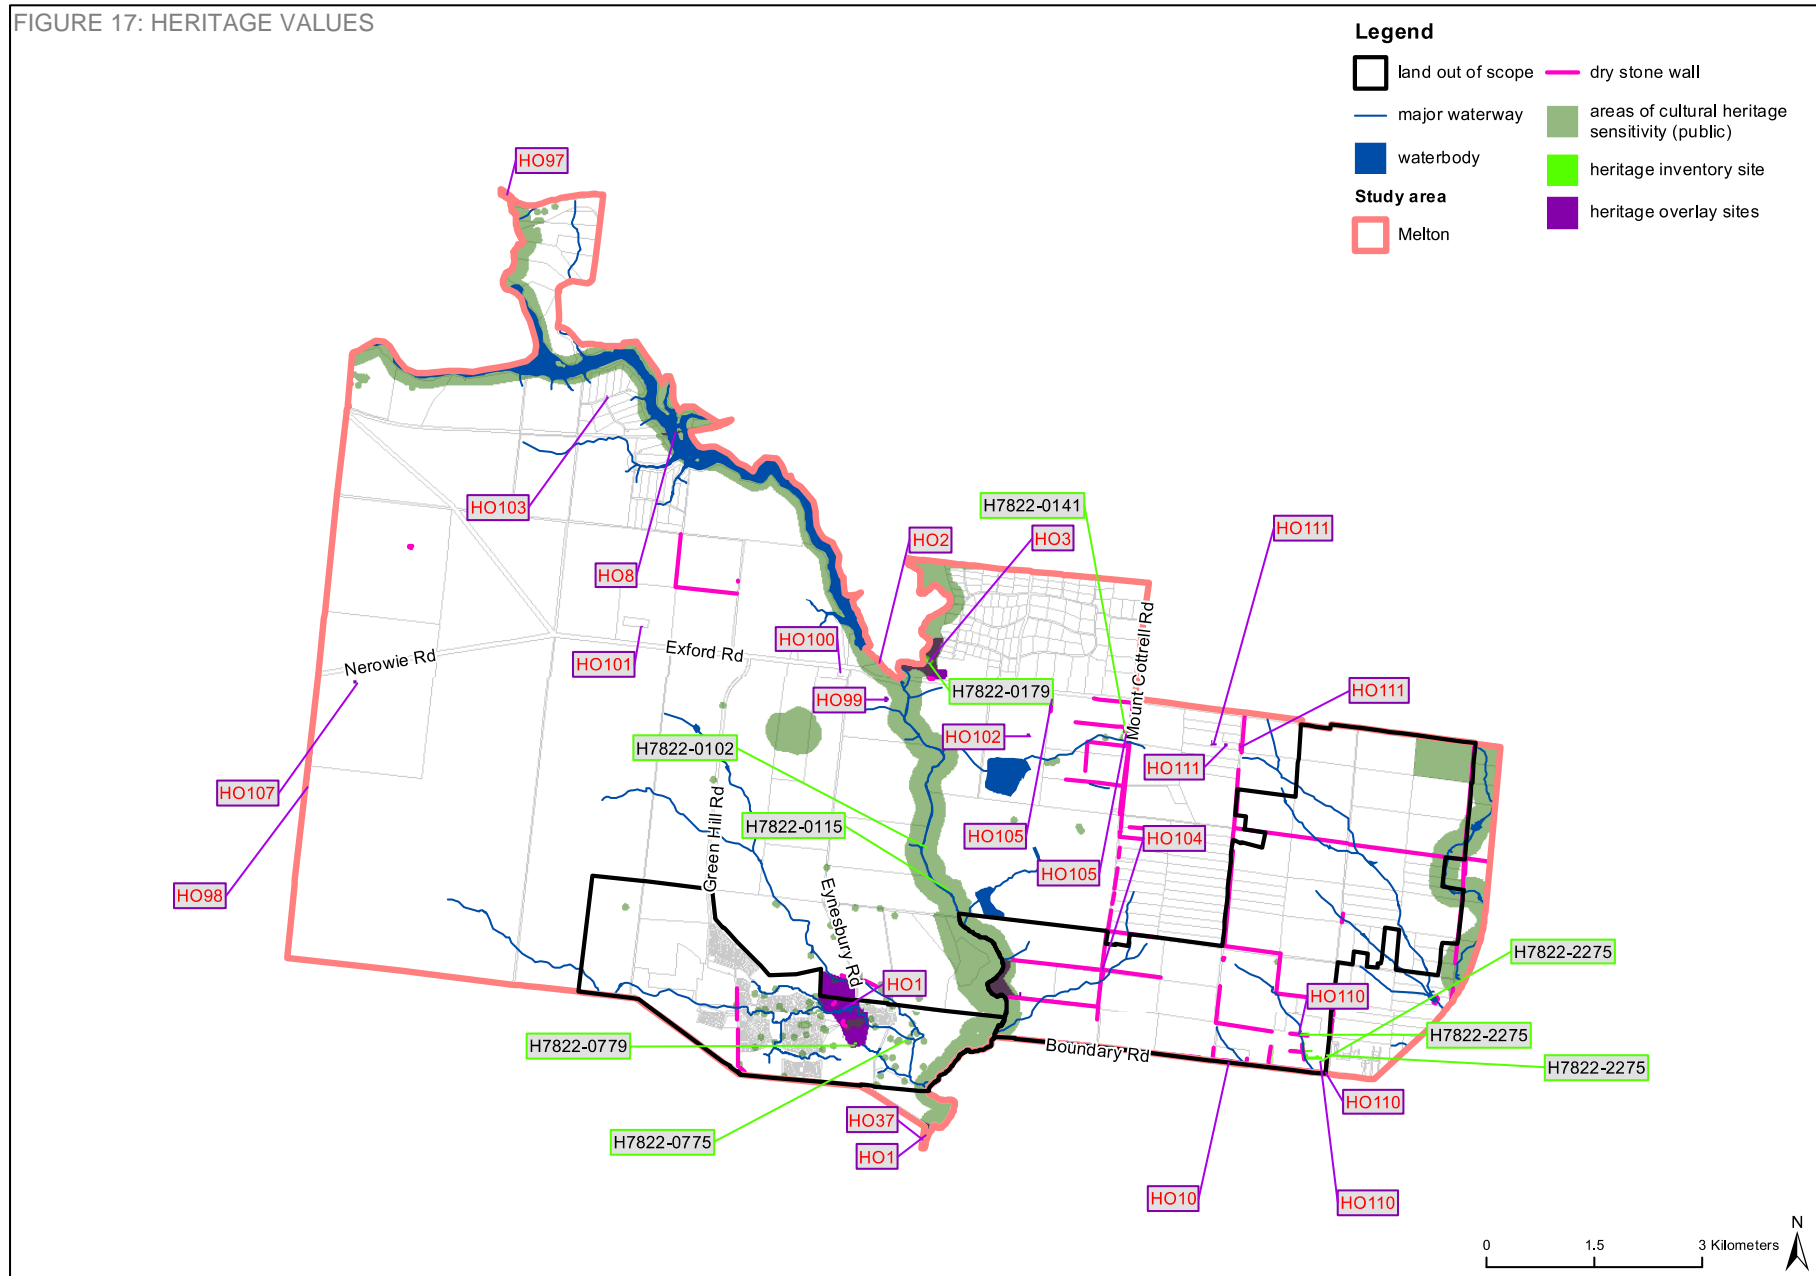 FIGURE 17: HERITAGE VALUES
Legend
land out of scope
major waterway
waterbody
Study area
Melton
dry stone wall
areas of cultural heritage
sensitivity (public)
heritage inventory site
heritage overlay sites
HO97
HO103
HO8
H7822-0141
HO2
HO3
HO111
HO100
HO101
Exford Rd
Nerowie Rd
HO99
H7822-0179
Mount Cottrell Rd
HO111
HO102
H7822-0102
HO111
HO107
Green Hill Rd
H7822-0115
HO105
HO104
HO105
HO98
Eynesbury Rd
HO1
H7822-2275
HO110
H7822-2275
H7822-0779
Boundary Rd
H7822-2275
HO110
HO37
H7822-0775
HO1
HO10
HO110
0
1.5
3 Kilometers
N